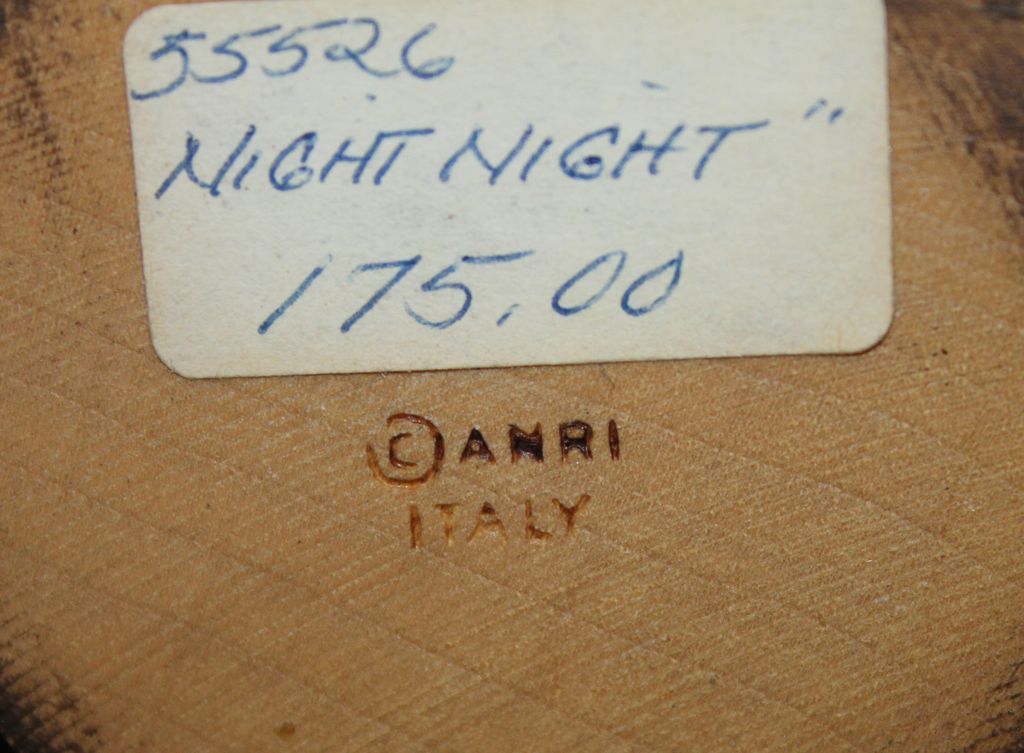 55526
NIGHT NIGHT"
175.00
© ANRI
ITALY